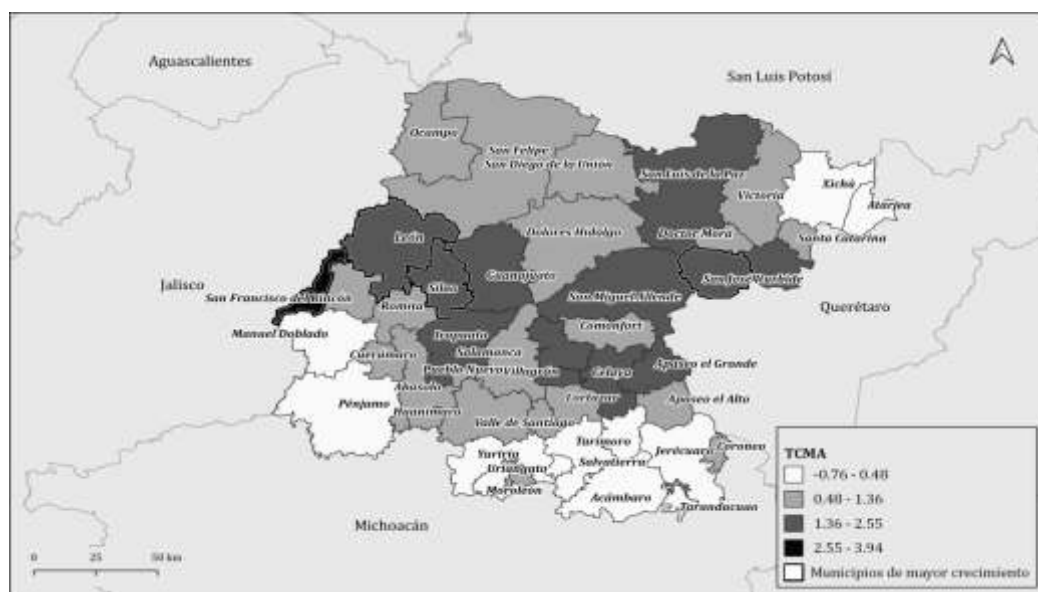 Aguascalientes
San Luis Potosí
Ocampo
San Felipe
San Diego de la Unión
San Luis de la Paz
Victoria
Xichú
Atarjea
León
Dolores Hidalgo
Doctor Mora
Santa Catarina
Silao
Guanajuato
San José Iturbide
Jalisco
San Francisco del Rincón
San Miguel Allende
Querétaro
Romita
Manuel Doblado
Irapuato
Comonfort
Cuerámaro
Salamanca
Pueblo Nuevo
Villagrán
Celaya
Apaseo el Grande
Abasolo
Pénjamo
Huanímaro
Cortazar
Apaseo el Alto
Valle de Santiago
Tarimoro
Jerécuaro
Coroneo
Yuriria
Uriangato
Salvatierra
Moroleón
Acámbaro
Tarandacuao
Michoacán
TCMA
-0.76 - 0.48
0.48 - 1.36
1.36 - 2.55
2.55 - 3.94
Municipios de mayor crecimiento
0 25 50 km